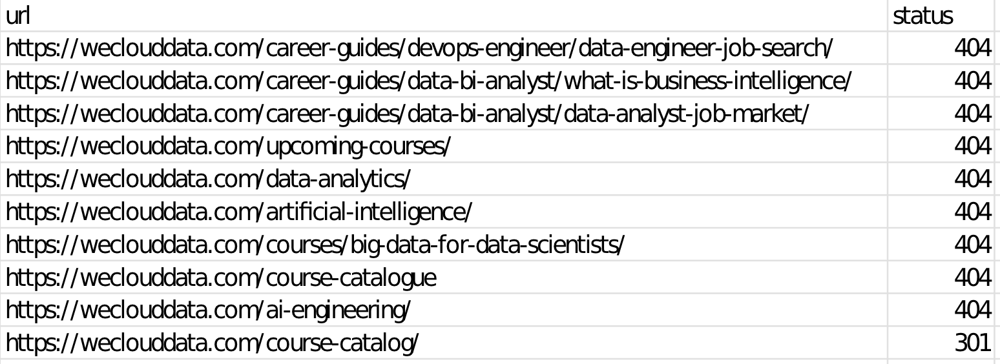 url status
https://weclouddata.com/career-guides/devops-engineer/data-engineer-job-search/ 404
https://weclouddata.com/career-guides/data-bi-analyst/what-is-business-intelligence/ 404
https://weclouddata.com/career-guides/data-bi-analyst/data-analyst-job-market/ 404
https://weclouddata.com/upcoming-courses/ 404
https://weclouddata.com/data-analytics/ 404
https://weclouddata.com/artificial-intelligence/ 404
https://weclouddata.com/courses/big-data-for-data-scientists/ 404
https://weclouddata.com/course-catalogue 404
https://weclouddata.com/ai-engineering/ 404
https://weclouddata.com/course-catalog/ 301